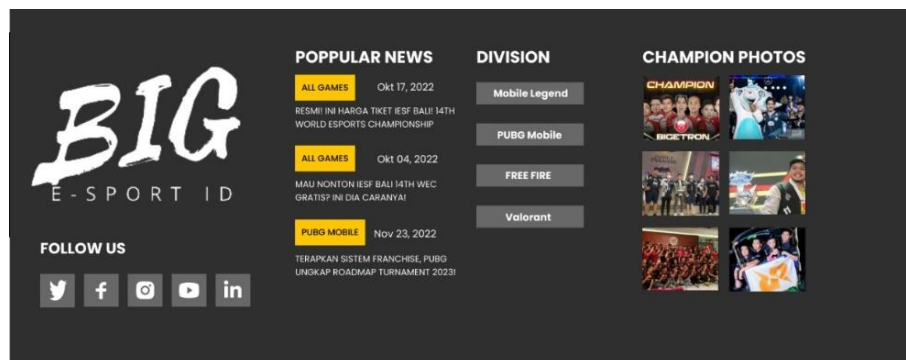 BIG
E-SPORT ID
FOLLOW US
in
POPPULAR NEWS
ALL GAMES Okt 17, 2022
RESMI! INI HARGA TIKET IESF BALI! 14TH
WORLD ESPORTS CHAMPIONSHIP
ALL GAMES Okt 04, 2022
MAU NONTON IESF BALI 14TH WEC
GRATIS? INI DIA CARANYA!
PUBG MOBILE Nov 23, 2022
TERAPKAN SISTEM FRANCHISE, PUBG
UNGKAP ROADMAP TURNAMENT 2023!
DIVISION
Mobile Legend
PUBG Mobile
FREE FIRE
Valorant
CHAMPION PHOTOS
CHAMPION
BIGETRON